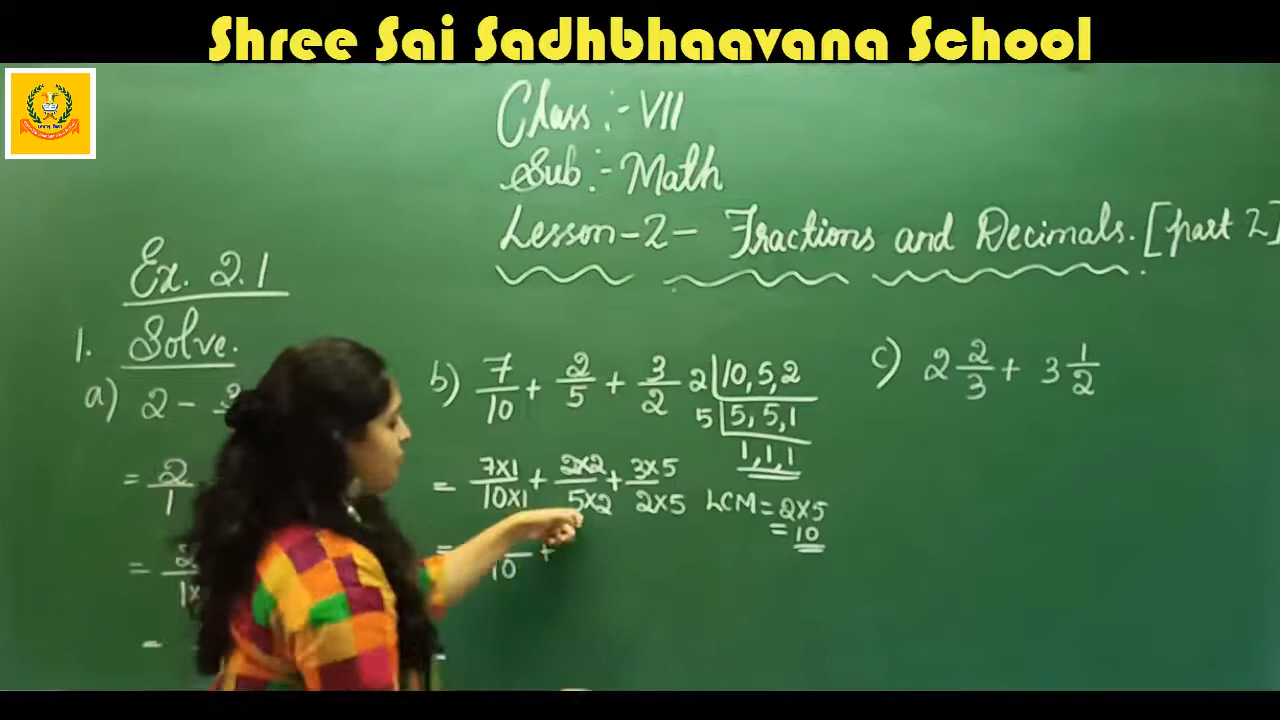 Shree Sai Sadhbhaavana School
Class :- VII
Sub :- Math
Lesson-2- Fractions and Decimals. [part 2]
Ex. 2.1
1. Solve.
a) 2 -
= 2/1
=
-
b) 7/10 + 2/5 + 3/2
= 7x1/10x1 + 2x2/5x2 + 3x5/2x5
= /10 +
2 | 10, 5, 2
5 | 5, 5, 1
1, 1, 1
LCM = 2x5
= 10
c) 2 2/3 + 3 1/2